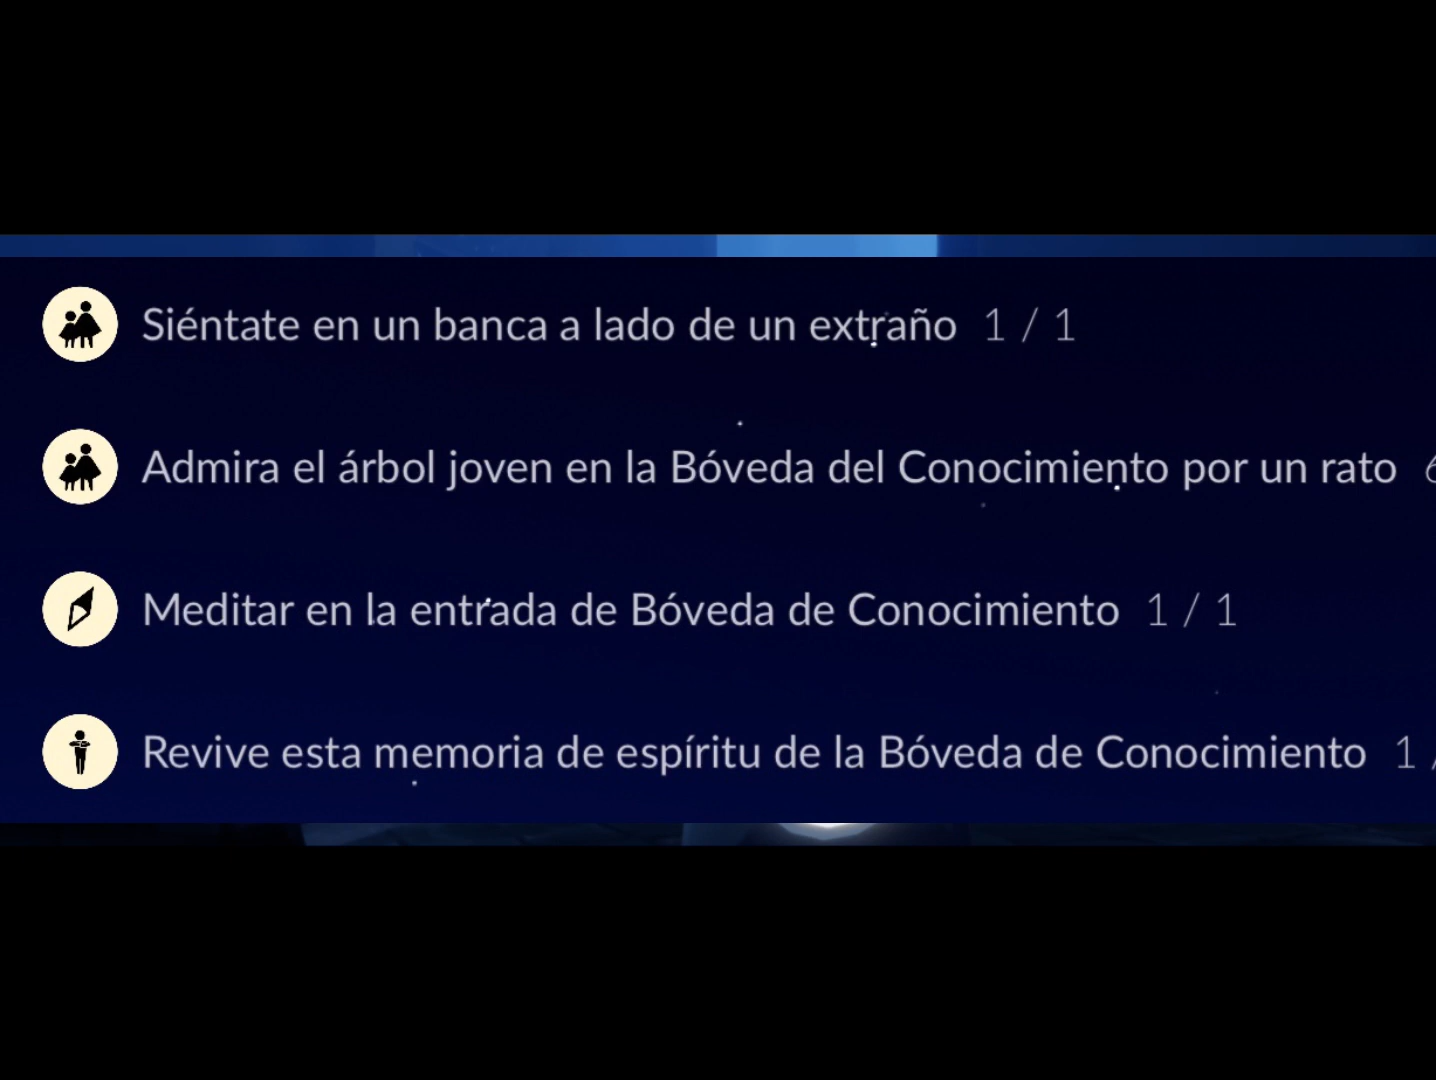 Siéntate en un banca a lado de un extraño 1 / 1
Admira el árbol joven en la Bóveda del Conocimiento por un rato
Meditar en la entrada de Bóveda de Conocimiento 1 / 1
Revive esta memoria de espíritu de la Bóveda de Conocimiento 1 /